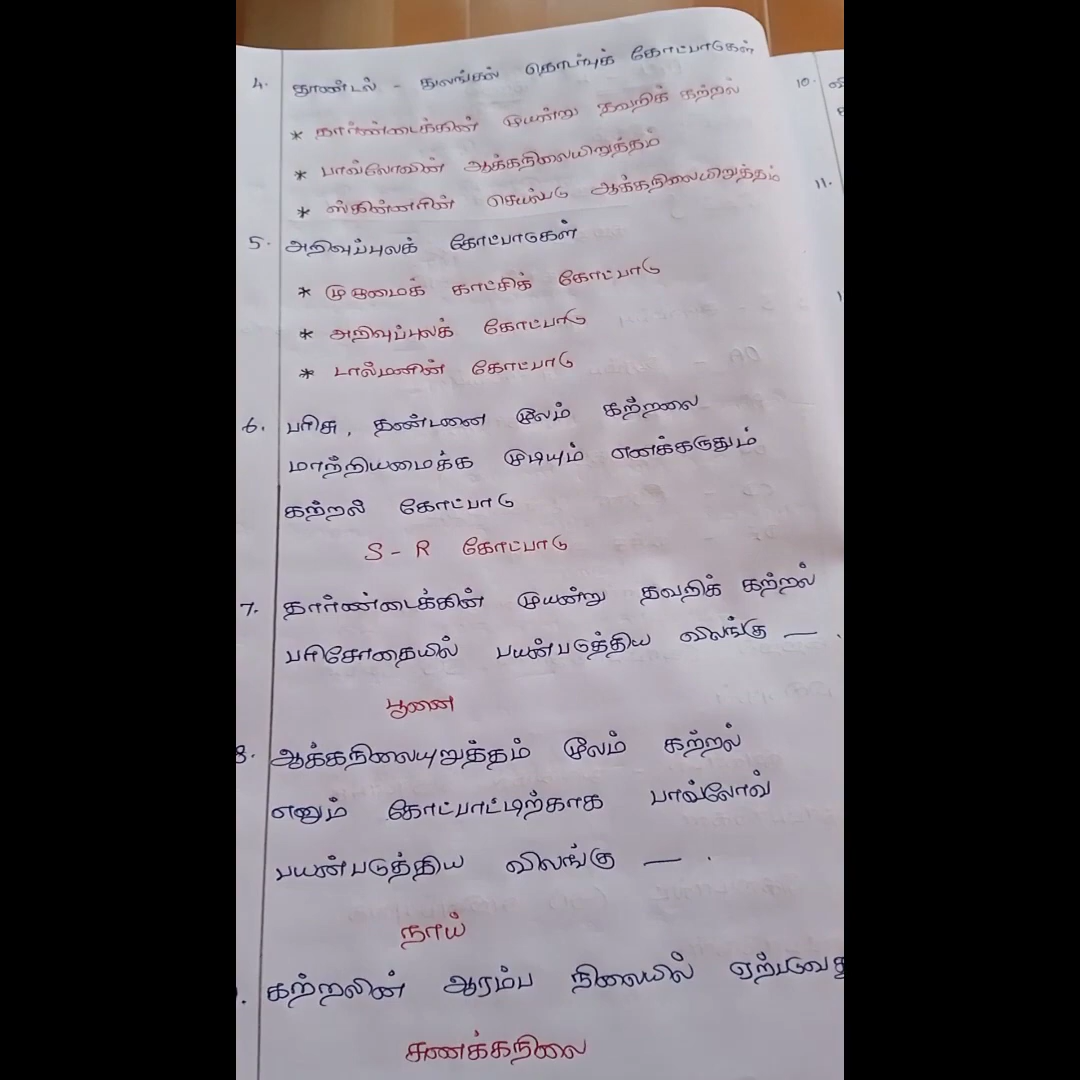 4. தூண்டல் - துலங்கல் தொடர்புக் கோட்பாடுகள்
* தார்ண்டைக்கின் முயன்று தவறிக் கற்றல்
* பாவ்லோவின் ஆக்கநிலையிறுத்தம்
* ஸ்கின்னரின் செயல்படு ஆக்கநிலையிறுத்தம்
5. அறிவுப்புலக் கோட்பாடுகள்
* முழுமைக் காட்சிக் கோட்பாடு
* அறிவுப்புலக் கோட்பாடு
* டால்மனின் கோட்பாடு
6. பரிசு, தண்டனை மூலம் கற்றலை
மாற்றியமைக்க முடியும் எனக்கருதும்
கற்றல் கோட்பாடு
S - R கோட்பாடு
7. தார்ண்டைக்கின் முயன்று தவறிக் கற்றல்
பரிசோதையில் பயன்படுத்திய விலங்கு — .
பூனை
8. ஆக்கநிலையுறுத்தம் மூலம் கற்றல்
எனும் கோட்பாட்டிற்காக பாவ்லோவ்
பயன்படுத்திய விலங்கு — .
நாய்
. கற்றலின் ஆரம்ப நிலையில் ஏற்படுவது
சுணக்கநிலை
10.
11.